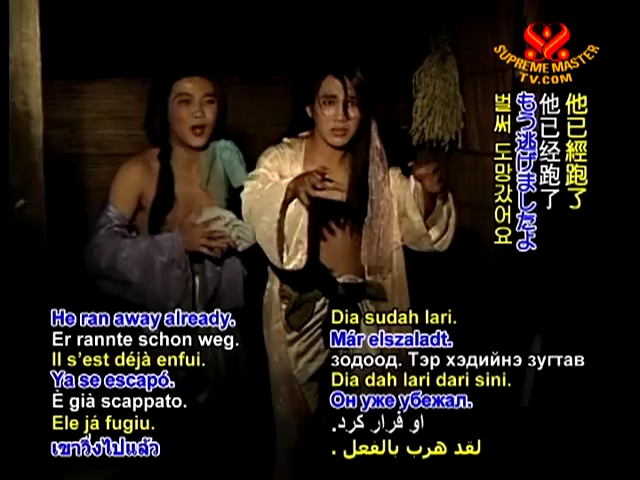 SUPREME MASTER
TV.COM
他已經跑了
他已经跑了
もう逃げましたよ
벌써 도망갔어요
He ran away already.
Er rannte schon weg.
Il s'est déjà enfui.
Ya se escapó.
È già scappato.
Ele já fugiu.
เขาวิ่งไปแล้ว
Dia sudah lari.
Már elszaladt.
зодоод. Тэр хэдийнэ зугтав
Dia dah lari dari sini.
Он уже убежал.
او فرار کرد.
لقد هرب بالفعل .